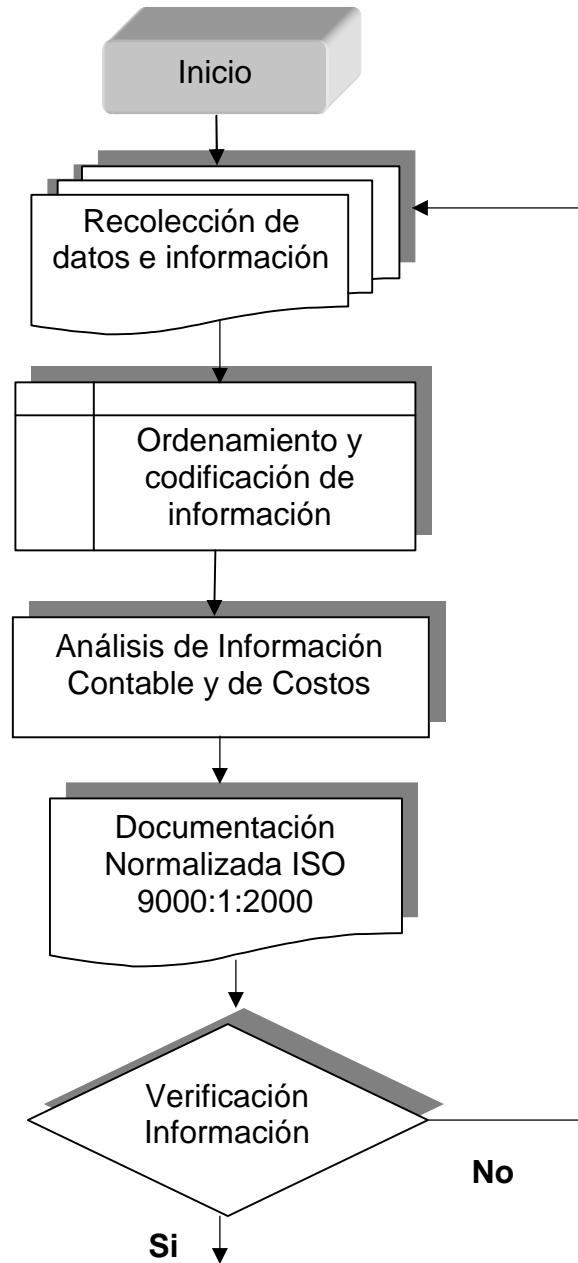 Inicio
Recolección de
datos e información
Ordenamiento y
codificación de
información
Análisis de Información
Contable y de Costos
Documentación
Normalizada ISO
9000:1:2000
Verificación
Información
No
Si